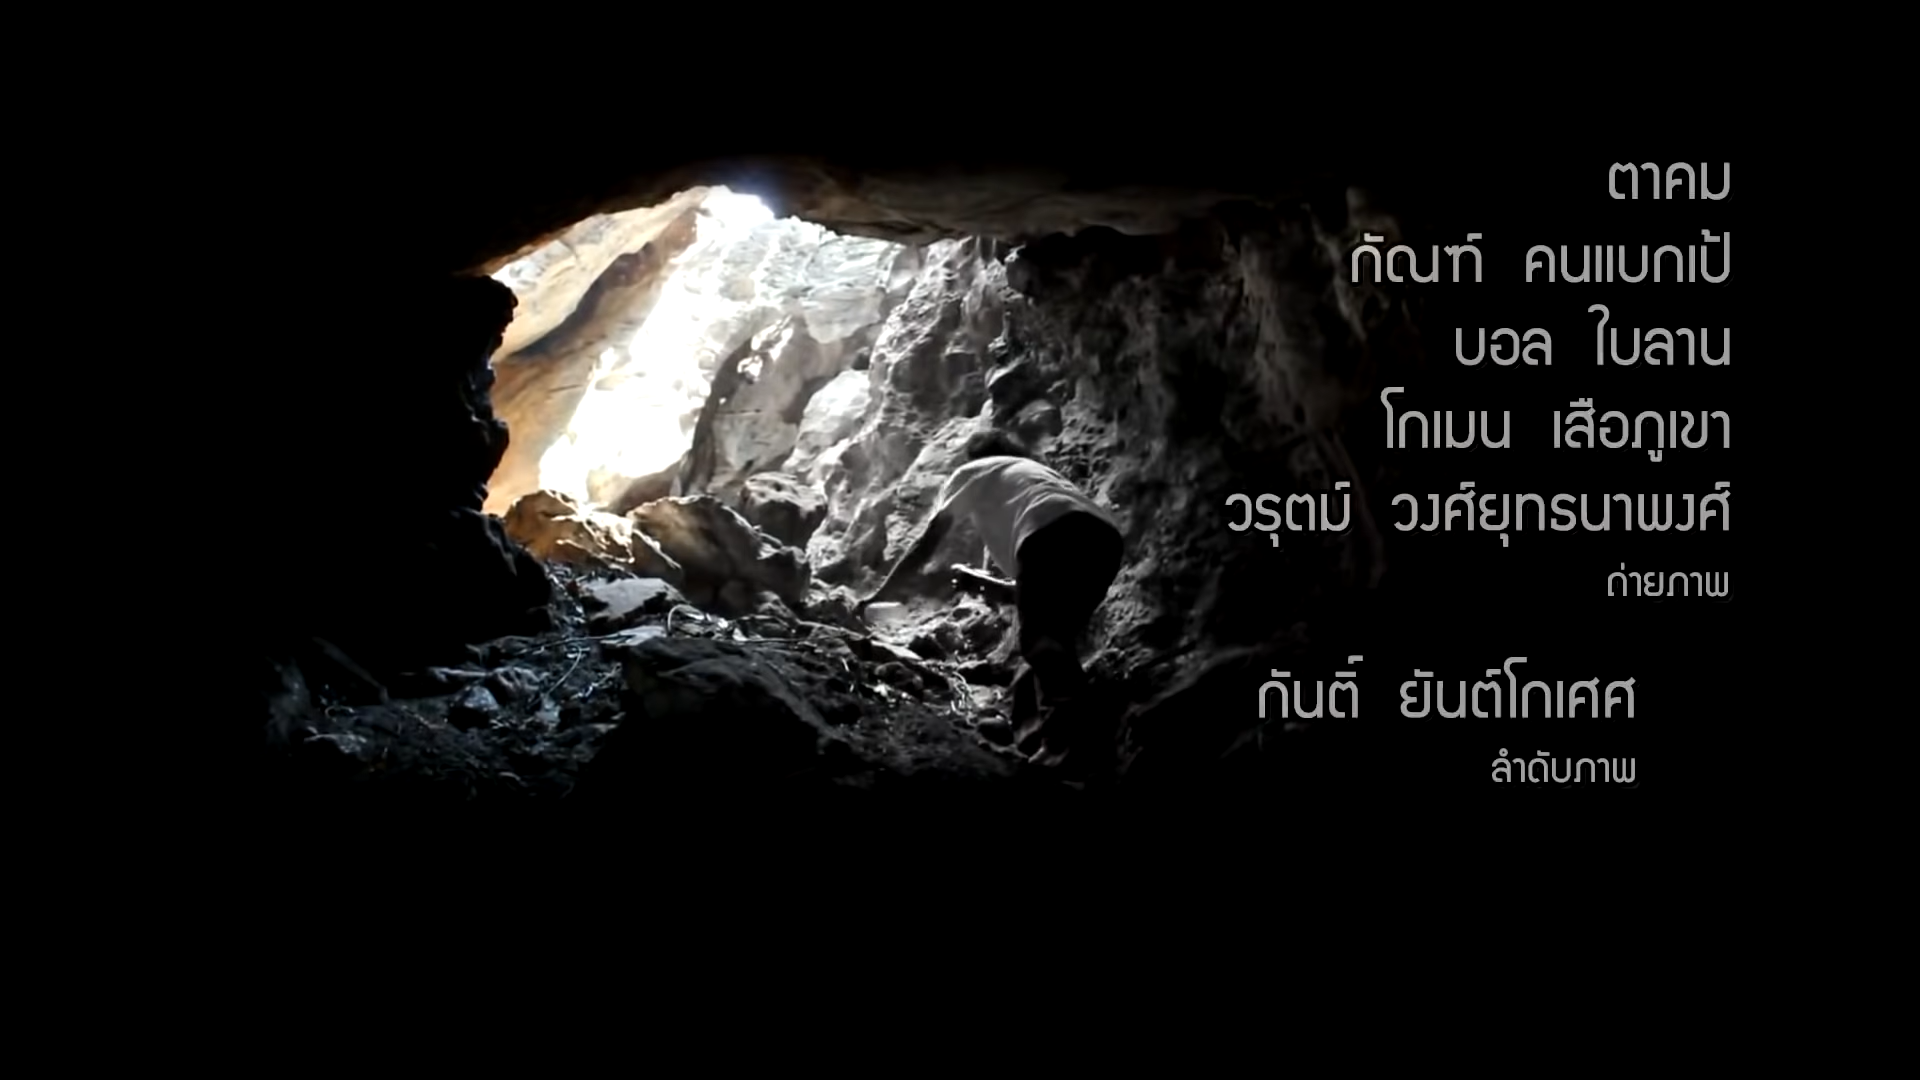 ตาคม
กัณฑ์ คนแบกเป้
บอล ใบลาน
โกเมน เสือภูเขา
วรุตม์ วงศ์ยุทธนาพงศ์
ถ่ายภาพ
กันติ์ ยันต์โกเศศ
ลำดับภาพ